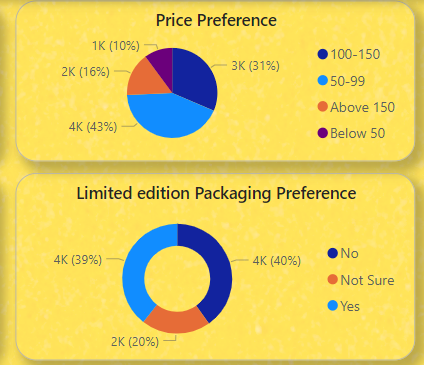 Price Preference
1K (10%)
2K (16%)
3K (31%)
4K (43%)
100-150
50-99
Above 150
Below 50
Limited edition Packaging Preference
4K (39%)
4K (40%)
2K (20%)
No
Not Sure
Yes